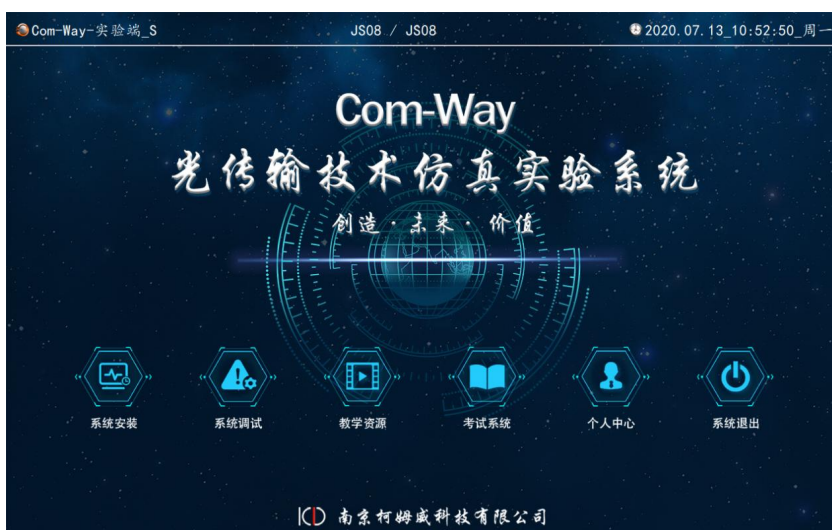 Com-Way-实验端_S
JS08 / JS08
2020.07.13_10:52:50_周一
Com-Way
光传输技术仿真实验系统
创造·未来·价值
系统安装
系统调试
教学资源
考试系统
个人中心
系统退出
南京柯姆威科技有限公司